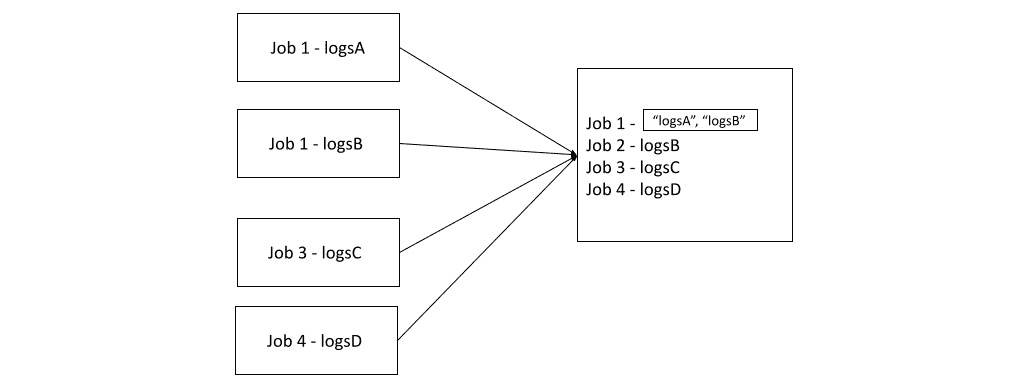 Job 1 - logsA
Job 1 - logsB
Job 3 - logsC
Job 4 - logsD
Job 1 - “logsA”, “logsB”
Job 2 - logsB
Job 3 - logsC
Job 4 - logsD